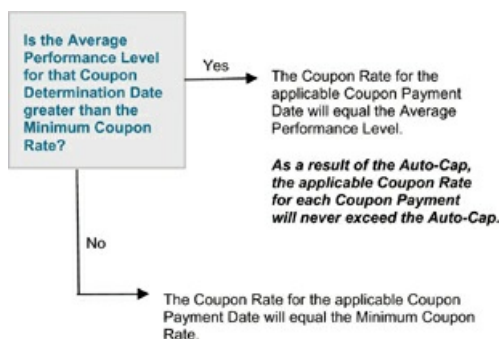 Is the Average
Performance Level
for that Coupon
Determination Date
greater than the
Minimum Coupon
Rate?
Yes
The Coupon Rate for the
applicable Coupon Payment
Date will equal the Average
Performance Level.
As a result of the Auto-Cap,
the applicable Coupon Rate
for each Coupon Payment
will never exceed the Auto-Cap.
No
The Coupon Rate for the applicable Coupon
Payment Date will equal the Minimum Coupon
Rate.